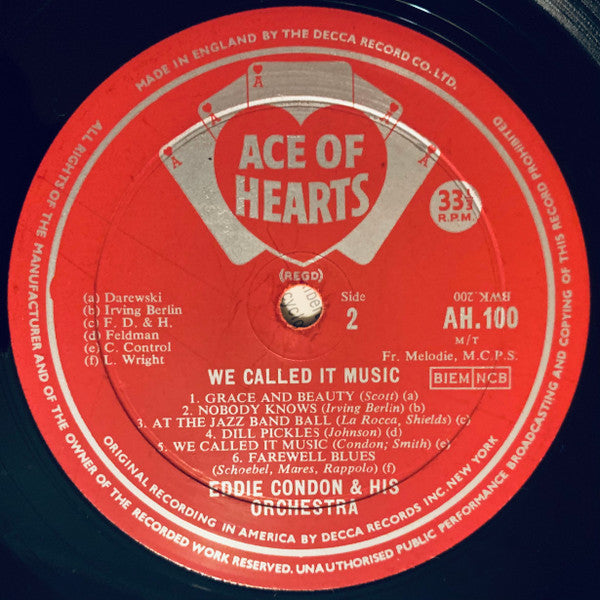 MADE IN ENGLAND BY THE DECCA RECORD CO. LTD.
ALL RIGHTS OF THE MANUFACTURER AND OF THE OWNER OF THE RECORDED WORK RESERVED. UNAUTHORISED PUBLIC PERFORMANCE BROADCASTING AND COPYING OF THIS RECORD PROHIBITED
A
A
A
A
ACE OF
HEARTS
33⅓
R.P.M.
(REGD)
(a) Darewski
(b) Irving Berlin
(c) F. D. & H.
(d) Feldman
(e) C. Control
(f) L. Wright
Side
2
BWK.200
AH.100
M/T
Fr. Melodie, M.C.P.S.
BIEM NCB
WE CALLED IT MUSIC
1. GRACE AND BEAUTY (Scott) (a)
2. NOBODY KNOWS (Irving Berlin) (b)
3. AT THE JAZZ BAND BALL (La Rocca, Shields) (c)
4. DILL PICKLES (Johnson) (d)
5. WE CALLED IT MUSIC (Condon; Smith) (e)
6. FAREWELL BLUES
(Schoebel, Mares, Rappolo) (f)
EDDIE CONDON & HIS
ORCHESTRA
ORIGINAL RECORDING IN AMERICA BY DECCA RECORDS INC. NEW YORK